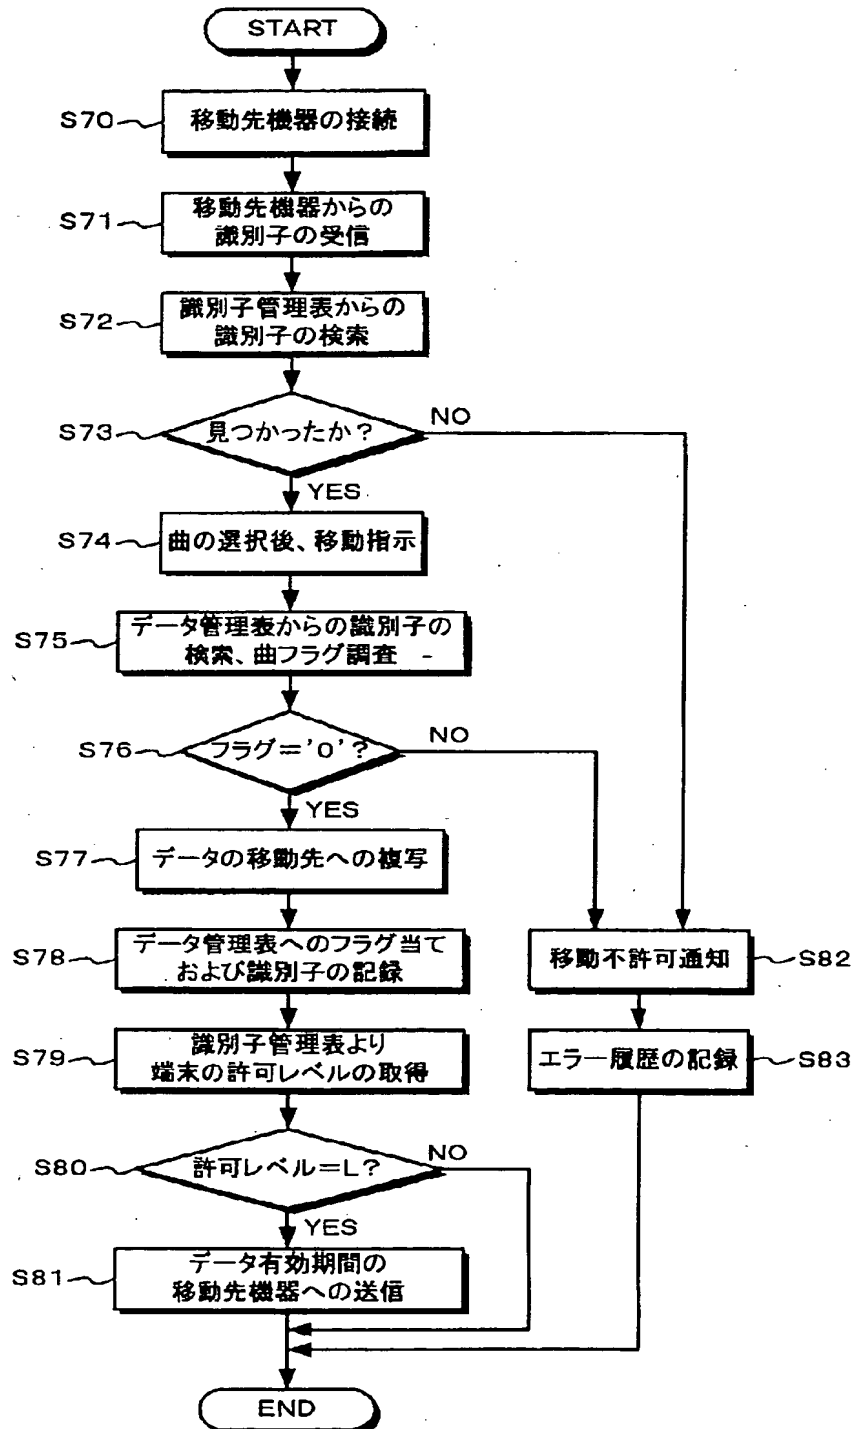 START
S70
移動先機器の接続
S71
移動先機器からの
識別子の受信
S72
識別子管理表からの
識別子の検索
S73
見つかったか?
NO
YES
S74
曲の選択後、移動指示
S75
データ管理表からの識別子の
検索、曲フラグ調査
S76
フラグ='0'?
NO
YES
S77
データの移動先への複写
S78
データ管理表へのフラグ当て
および識別子の記録
移動不許可通知
S82
S79
識別子管理表より
端末の許可レベルの取得
エラー履歴の記録
S83
S80
許可レベル=L?
NO
YES
S81
データ有効期間の
移動先機器への送信
END